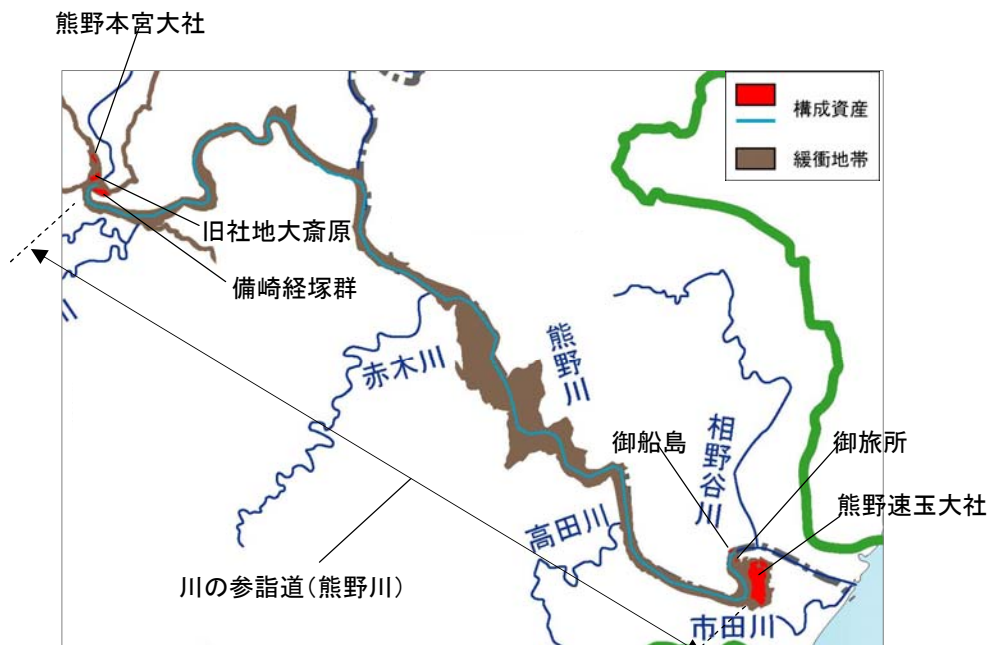 熊野本宮大社
構成資産
緩衝地帯
旧社地大斎原
備崎経塚群
川
赤木川
熊野川
御船島
相野谷川
御旅所
熊野速玉大社
高田川
川の参詣道(熊野川)
市田川